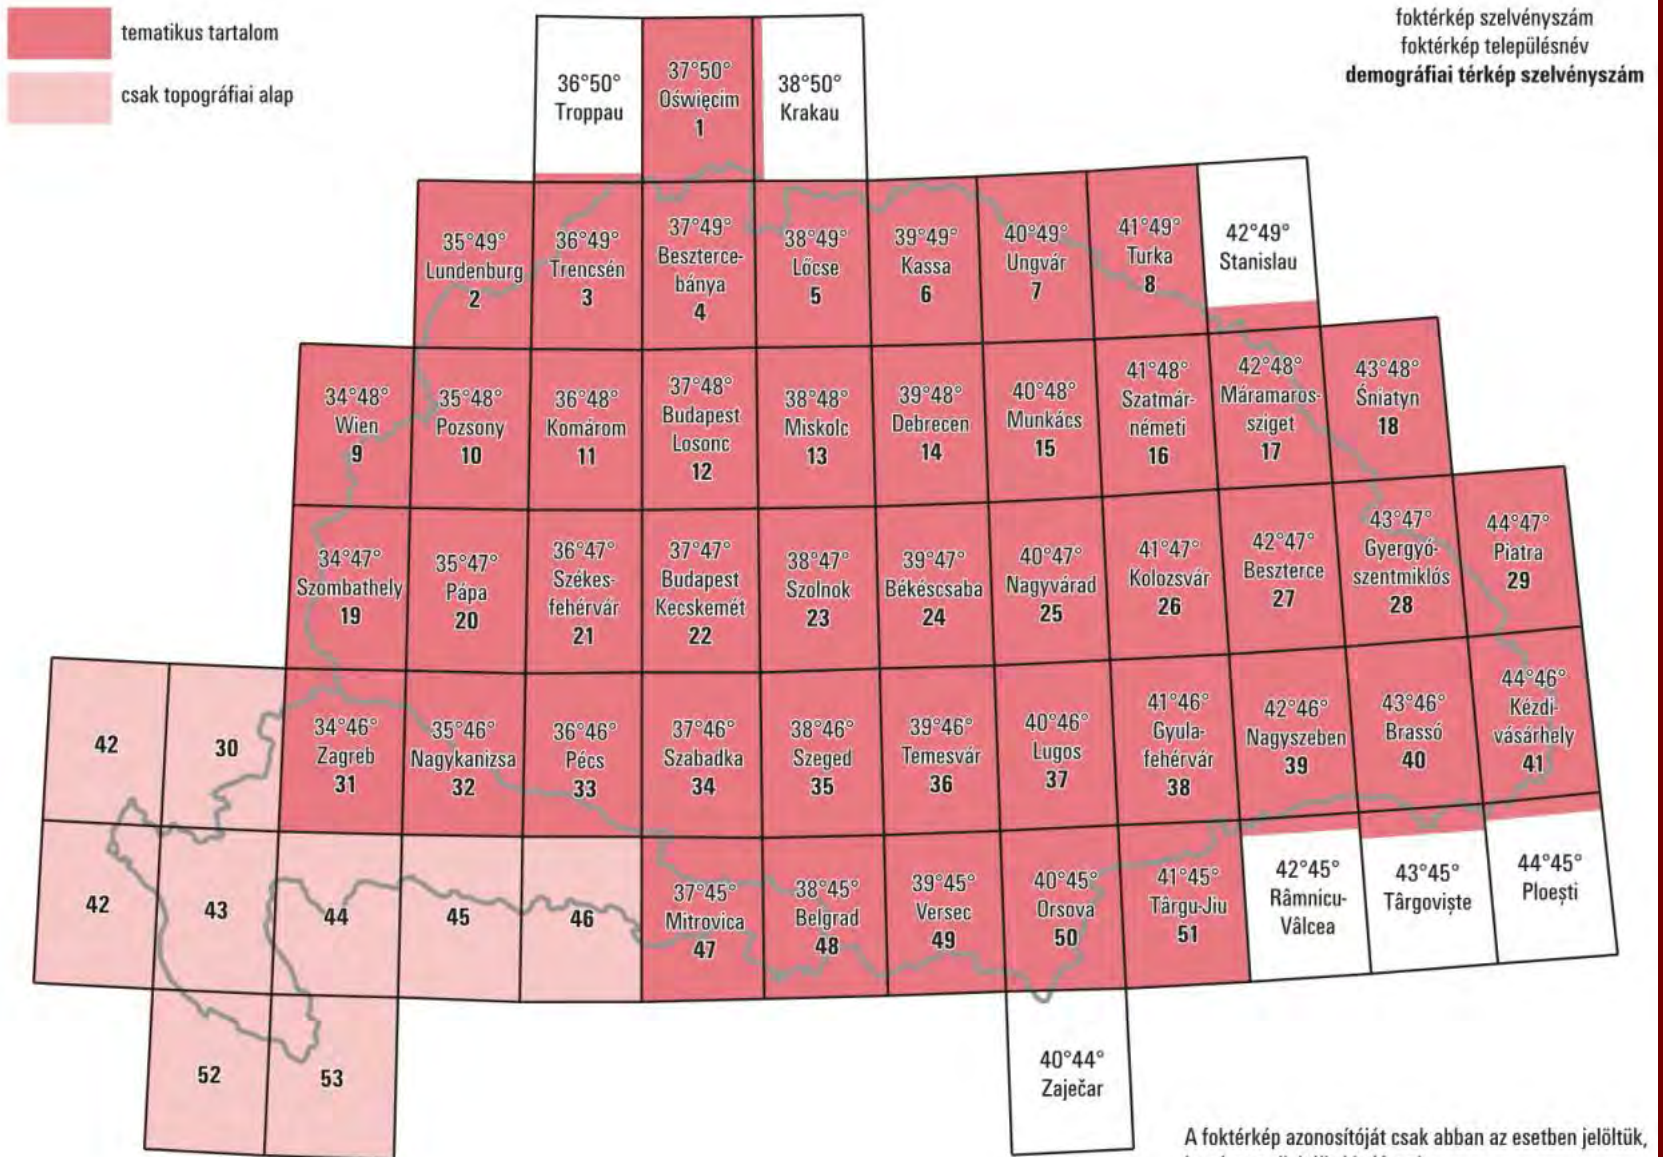 tematikus tartalom
csak topográfiai alap
foktérkép szelvényszám
foktérkép településnév
demográfiai térkép szelvényszám
36°50°
Troppau
37°50°
Oświęcim
1
38°50°
Krakau
35°49°
Lundenburg
2
36°49°
Trencsén
3
37°49°
Beszterce-
bánya
4
38°49°
Lőcse
5
39°49°
Kassa
6
40°49°
Ungvár
7
41°49°
Turka
8
42°49°
Stanislau
34°48°
Wien
9
35°48°
Pozsony
10
36°48°
Komárom
11
37°48°
Budapest
Losonc
12
38°48°
Miskolc
13
39°48°
Debrecen
14
40°48°
Munkács
15
41°48°
Szatmár-
németi
16
42°48°
Máramaros-
sziget
17
43°48°
Śniatyn
18
34°47°
Szombathely
19
35°47°
Pápa
20
36°47°
Székes-
fehérvár
21
37°47°
Budapest
Kecskemét
22
38°47°
Szolnok
23
39°47°
Békéscsaba
24
40°47°
Nagyvárad
25
41°47°
Kolozsvár
26
42°47°
Beszterce
27
43°47°
Gyergyó-
szentmiklós
28
44°47°
Piatra
29
42
30
34°46°
Zagreb
31
35°46°
Nagykanizsa
32
36°46°
Pécs
33
37°46°
Szabadka
34
38°46°
Szeged
35
39°46°
Temesvár
36
40°46°
Lugos
37
41°46°
Gyula-
fehérvár
38
42°46°
Nagyszeben
39
43°46°
Brassó
40
44°46°
Kézdi-
vásárhely
41
42
43
44
45
46
37°45°
Mitrovica
47
38°45°
Belgrad
48
39°45°
Versec
49
40°45°
Orsova
50
41°45°
Târgu-Jiu
51
42°45°
Râmnicu-
Vâlcea
43°45°
Târgoviște
44°45°
Ploești
52
53
40°44°
Zaječar
A foktérkép azonosítóját csak abban az esetben jelöltük,